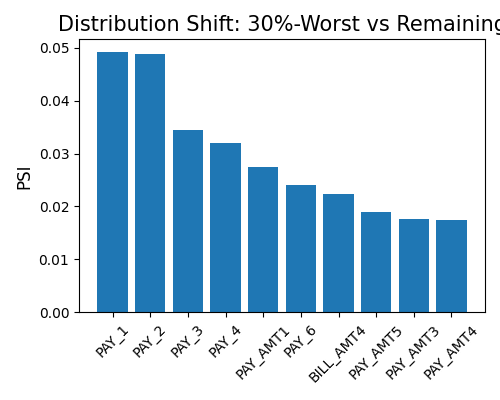 Distribution Shift: 30%-Worst vs Remaining
PSI
0.05
0.04
0.03
0.02
0.01
0.00
PAY_1
PAY_2
PAY_3
PAY_4
PAY_AMT1
PAY_6
BILL_AMT4
PAY_AMT5
PAY_AMT3
PAY_AMT4